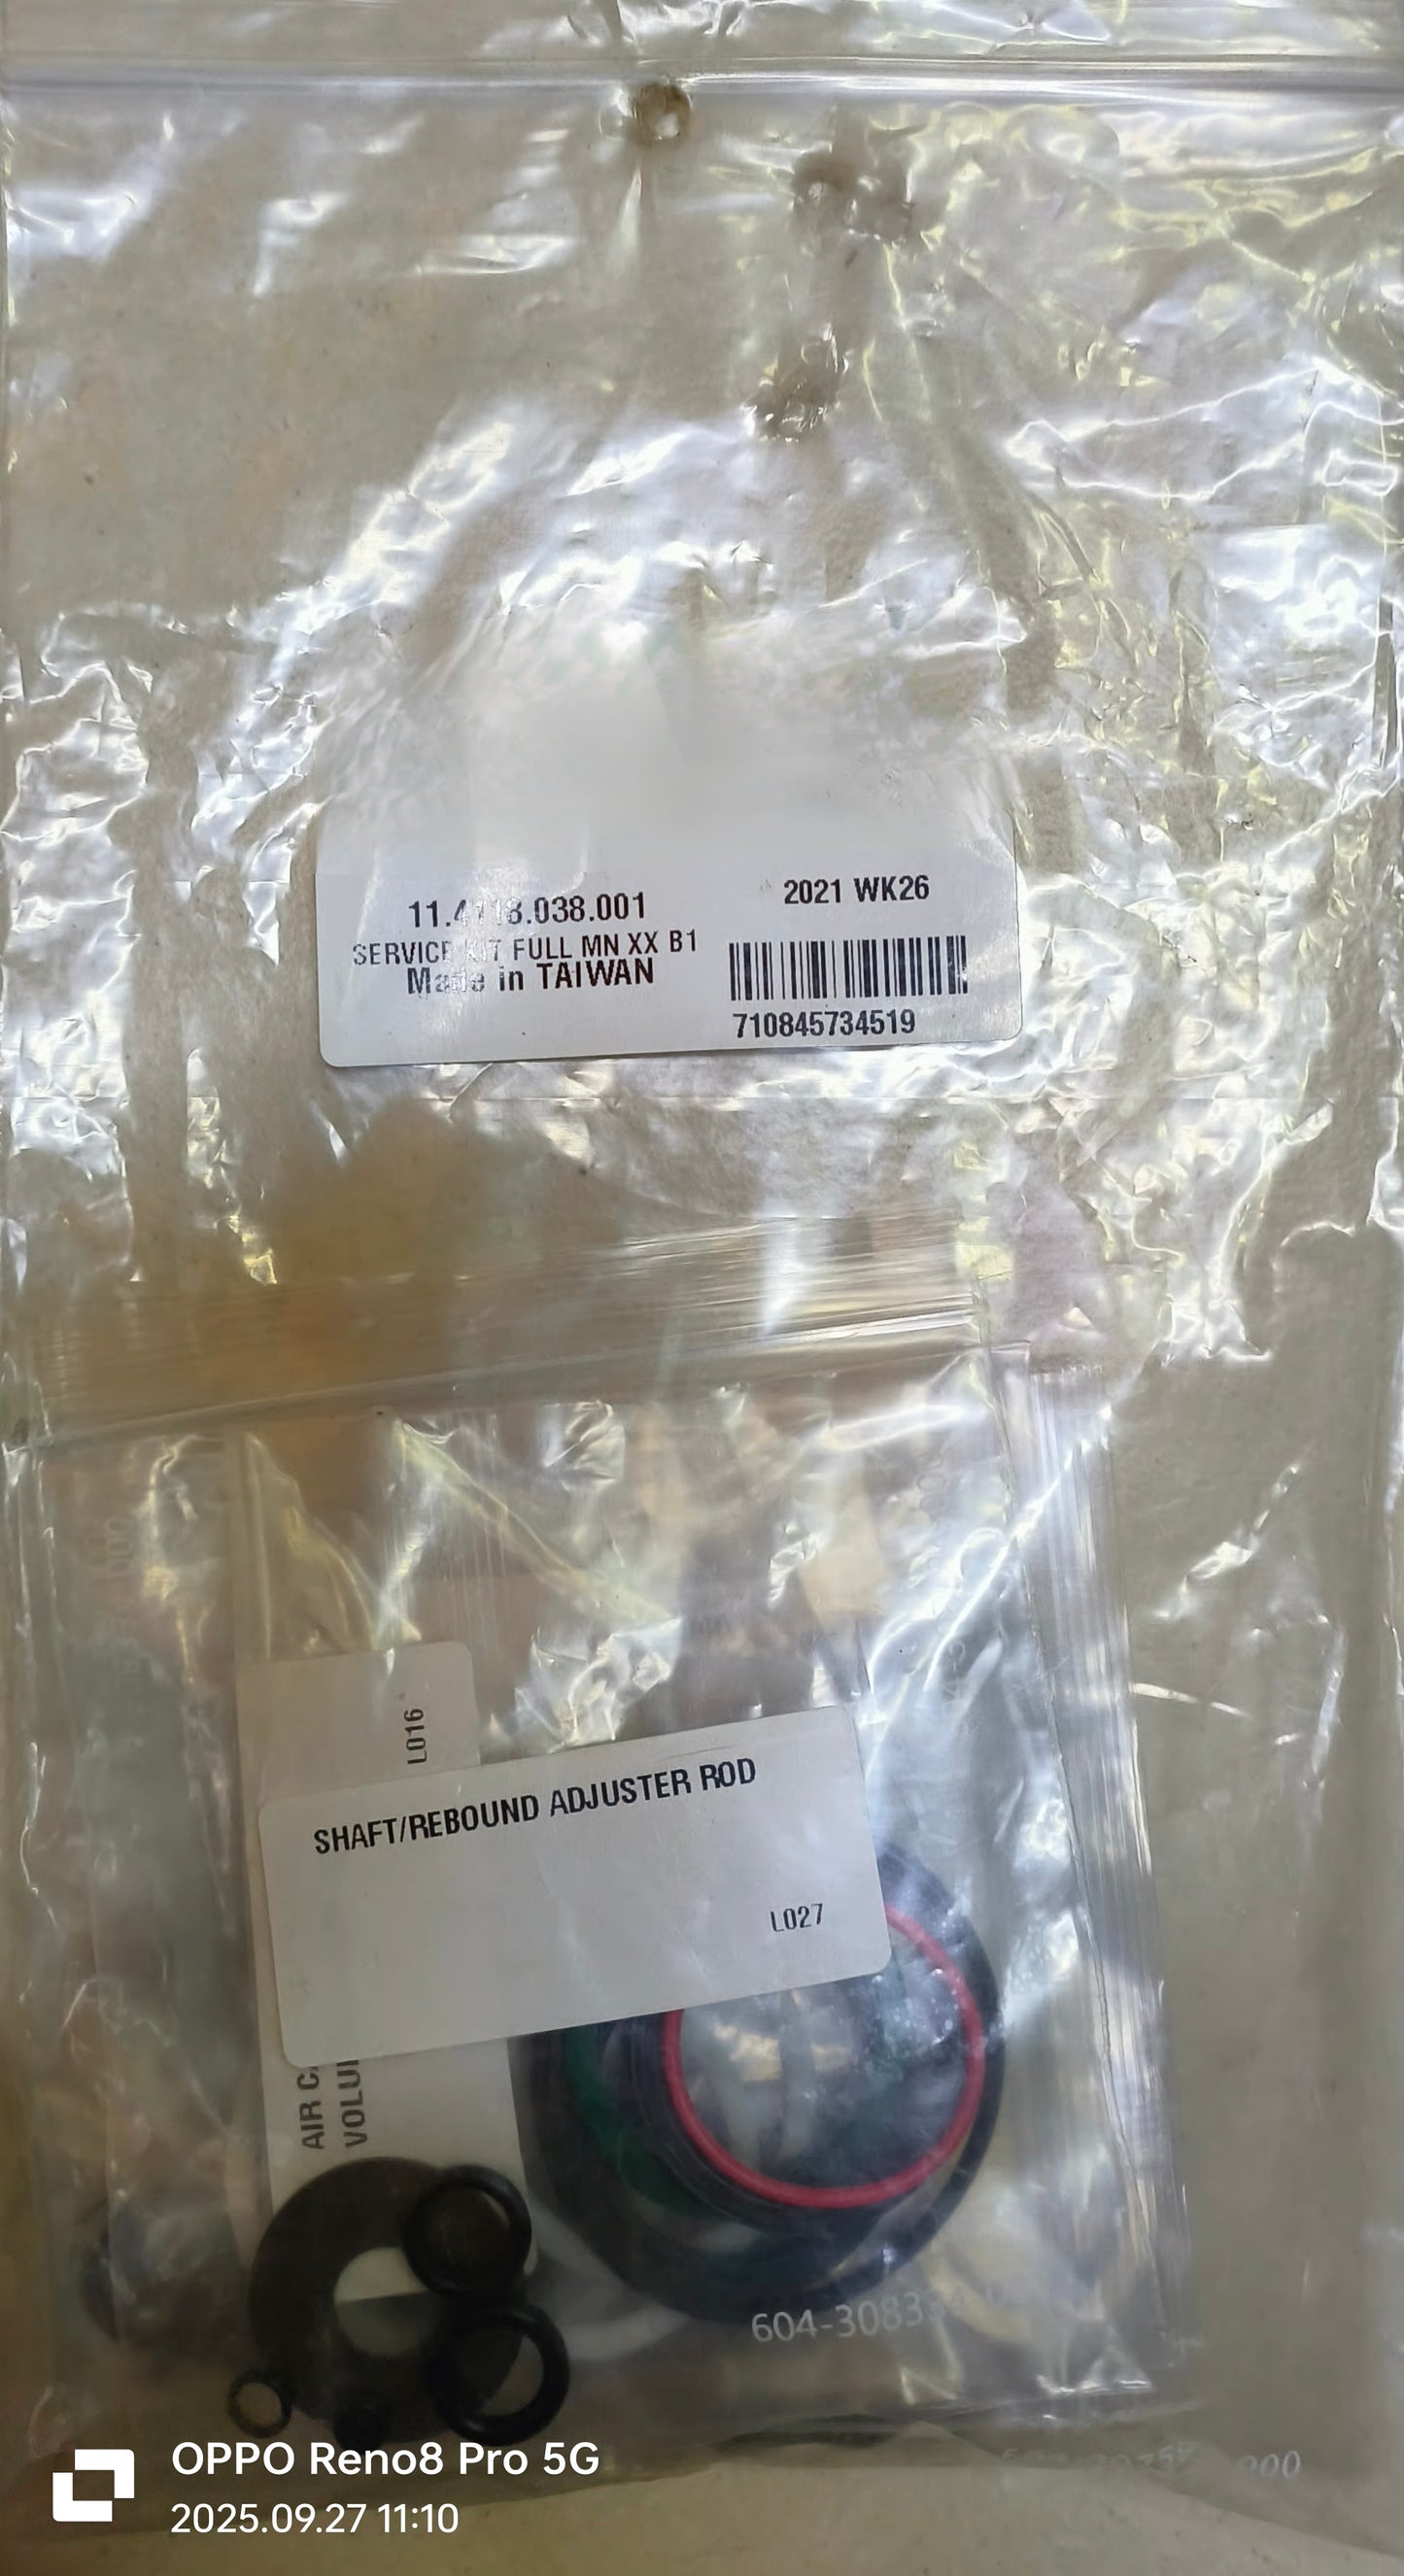 2021 WK26
11.4118.038.001
SERVICE KIT FULL MN XX B1
Made in TAIWAN
710845734519
L016
SHAFT/REBOUND ADJUSTER ROD
L027
AIR
604-3083
OPPO Reno8 Pro 5G
2025.09.27 11:10